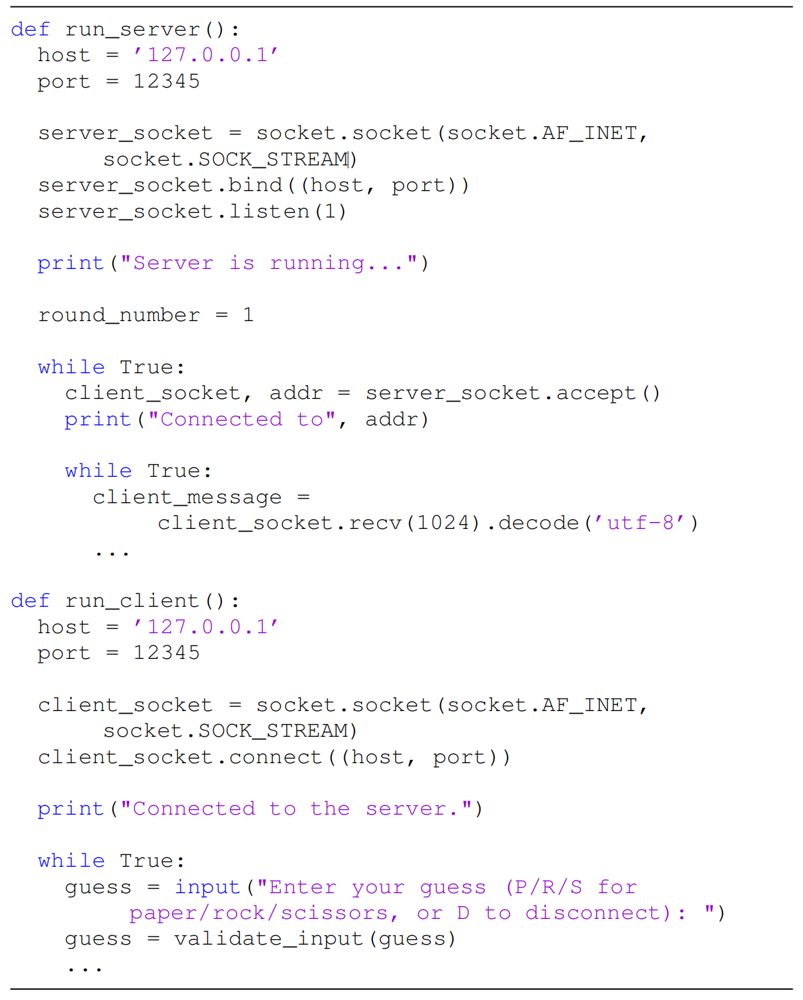 def run_server():
  host = ’127.0.0.1’
  port = 12345

  server_socket = socket.socket(socket.AF_INET,
       socket.SOCK_STREAM)
  server_socket.bind((host, port))
  server_socket.listen(1)

  print("Server is running...")

  round_number = 1

  while True:
    client_socket, addr = server_socket.accept()
    print("Connected to", addr)

    while True:
      client_message =
           client_socket.recv(1024).decode(’utf-8’)
      ...

def run_client():
  host = ’127.0.0.1’
  port = 12345

  client_socket = socket.socket(socket.AF_INET,
       socket.SOCK_STREAM)
  client_socket.connect((host, port))

  print("Connected to the server.")

  while True:
    guess = input("Enter your guess (P/R/S for
         paper/rock/scissors, or D to disconnect): ")
    guess = validate_input(guess)
    ...